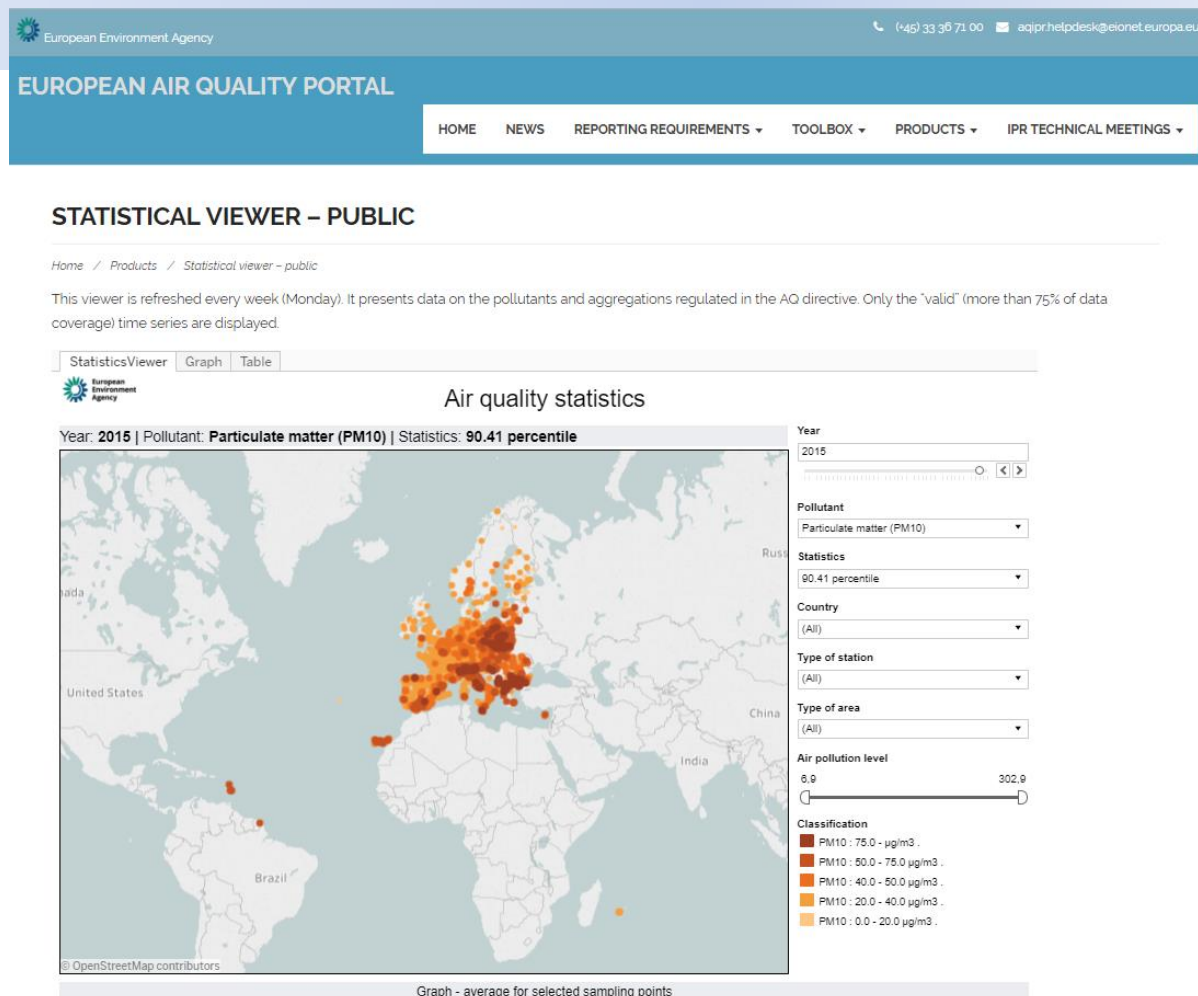 European Environment Agency
(+45) 33 36 71 00 aqipr.helpdesk@eionet.europa.eu
EUROPEAN AIR QUALITY PORTAL
HOME NEWS REPORTING REQUIREMENTS TOOLBOX PRODUCTS IPR TECHNICAL MEETINGS
STATISTICAL VIEWER – PUBLIC
Home / Products / Statistical viewer – public
This viewer is refreshed every week (Monday). It presents data on the pollutants and aggregations regulated in the AQ directive. Only the "valid" (more than 75% of data
coverage) time series are displayed.
StatisticsViewer Graph Table
European
Environment
Agency
Air quality statistics
Year: 2015 | Pollutant: Particulate matter (PM10) | Statistics: 90.41 percentile
Russ
nada
United States
China
India
Brazil
© OpenStreetMap contributors
Year
2015
Pollutant
Particulate matter (PM10)
Statistics
90.41 percentile
Country
(All)
Type of station
(All)
Type of area
(All)
Air pollution level
6,9 302,9
Classification
PM10 : 75.0 - µg/m3 .
PM10 : 50.0 - 75.0 µg/m3 .
PM10 : 40.0 - 50.0 µg/m3 .
PM10 : 20.0 - 40.0 µg/m3 .
PM10 : 0.0 - 20.0 µg/m3 .
Graph - average for selected sampling points